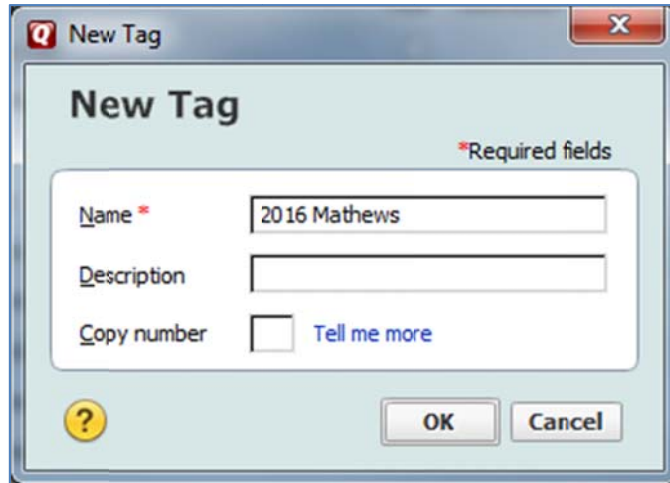 New Tag
New Tag
*Required fields
Name *
2016 Mathews
Description
Copy number
Tell me more
?
OK
Cancel